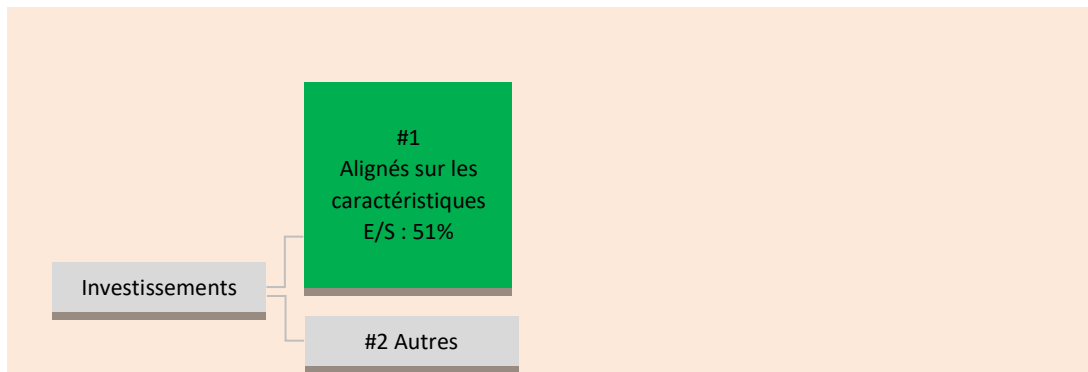 #1
Alignés sur les
caractéristiques
E/S : 51%
Investissements
#2 Autres